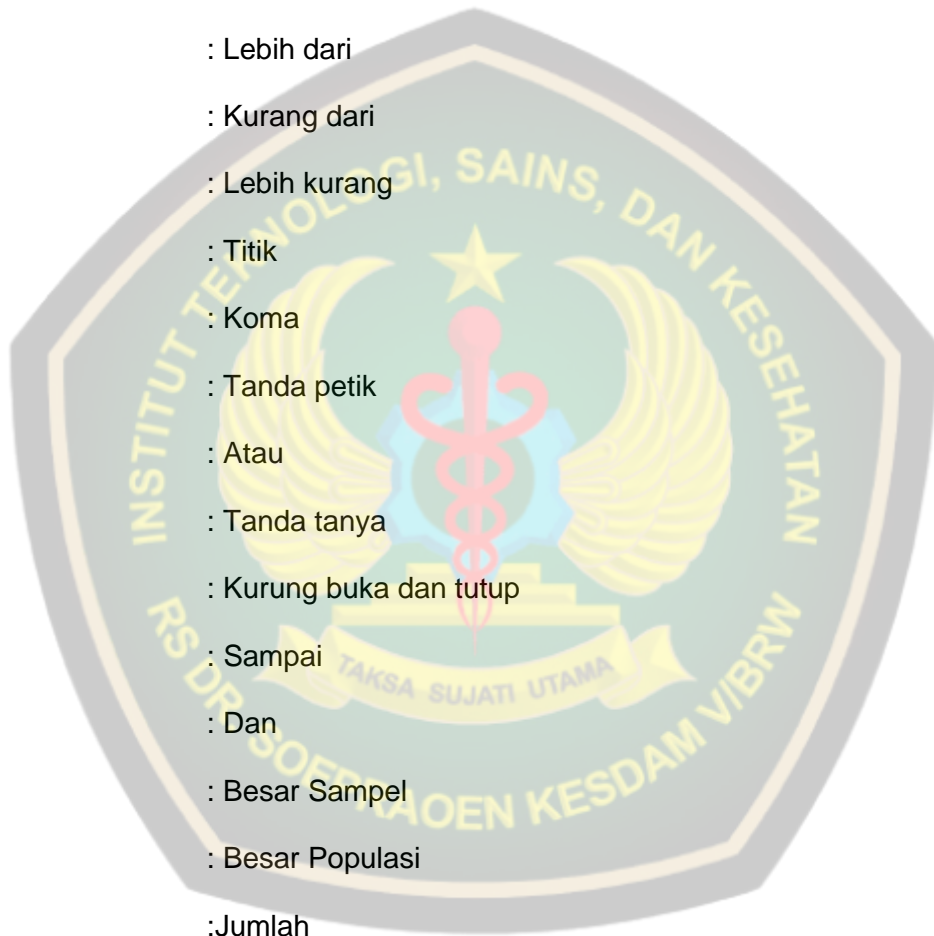 : Lebih dari
: Kurang dari
: Lebih kurang
: Titik
: Koma
: Tanda petik
: Atau
: Tanda tanya
: Kurung buka dan tutup
: Sampai
: Dan
: Besar Sampel
: Besar Populasi
:Jumlah
INSTITUT TEKNOLOGI, SAINS, DAN KESEHATAN
TAKSA SUJATI UTAMA
RS DR. SOEPRAOEN KESDAM V/BRW